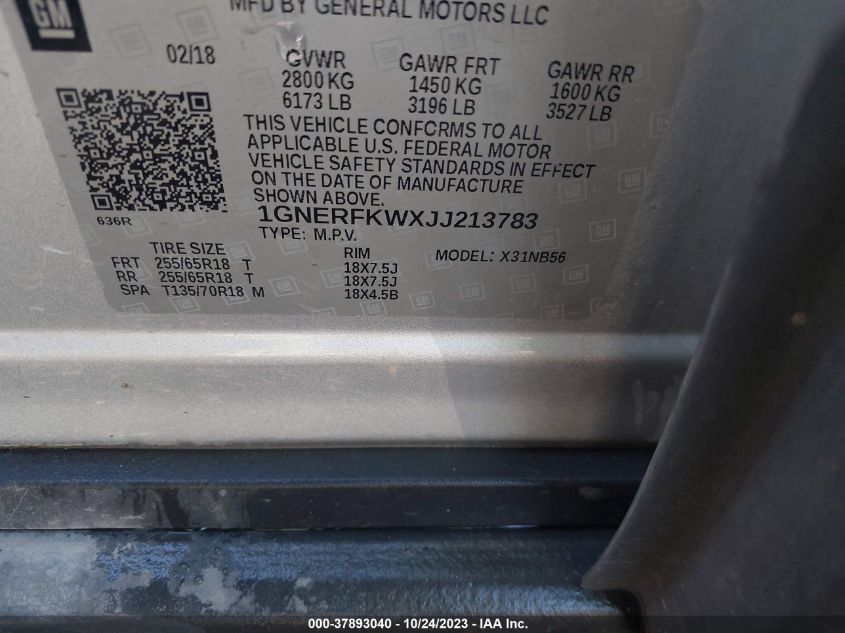 GM
MFD BY GENERAL MOTORS LLC
02/18
GVWR
2800 KG
6173 LB
GAWR FRT
1450 KG
3196 LB
GAWR RR
1600 KG
3527 LB
THIS VEHICLE CONFORMS TO ALL
APPLICABLE U.S. FEDERAL MOTOR
VEHICLE SAFETY STANDARDS IN EFFECT
ON THE DATE OF MANUFACTURE
SHOWN ABOVE.
636R
1GNERFKWXJJ213783
TYPE: M.P.V.
MODEL: X31NB56
TIRE SIZE RIM
FRT 255/65R18 T 18X7.5J
RR 255/65R18 T 18X7.5J
SPA T135/70R18 M 18X4.5B
000-37893040 - 10/24/2023 - IAA Inc.